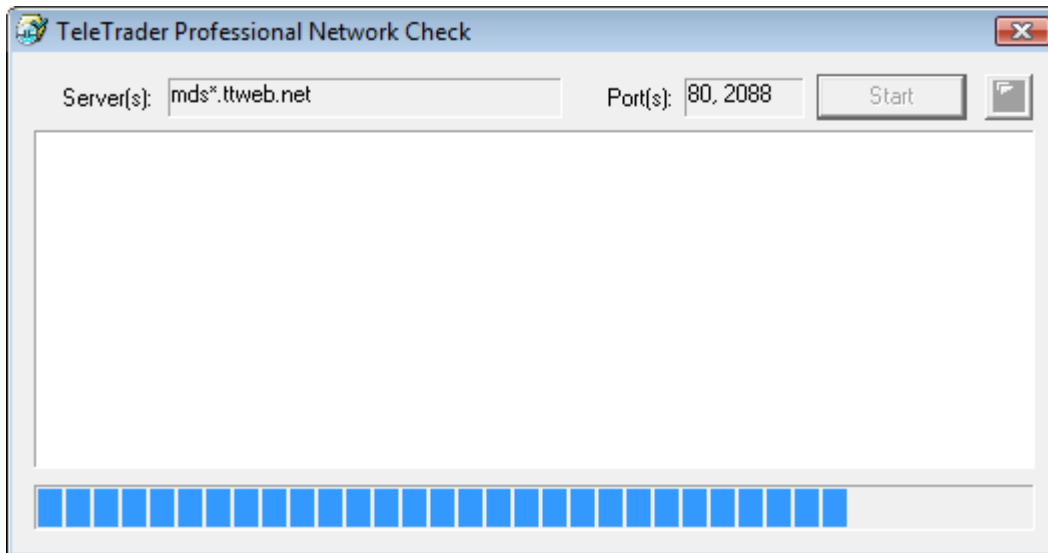 TeleTrader Professional Network Check
Server(s): mds*.ttweb.net Port(s): 80, 2088 Start